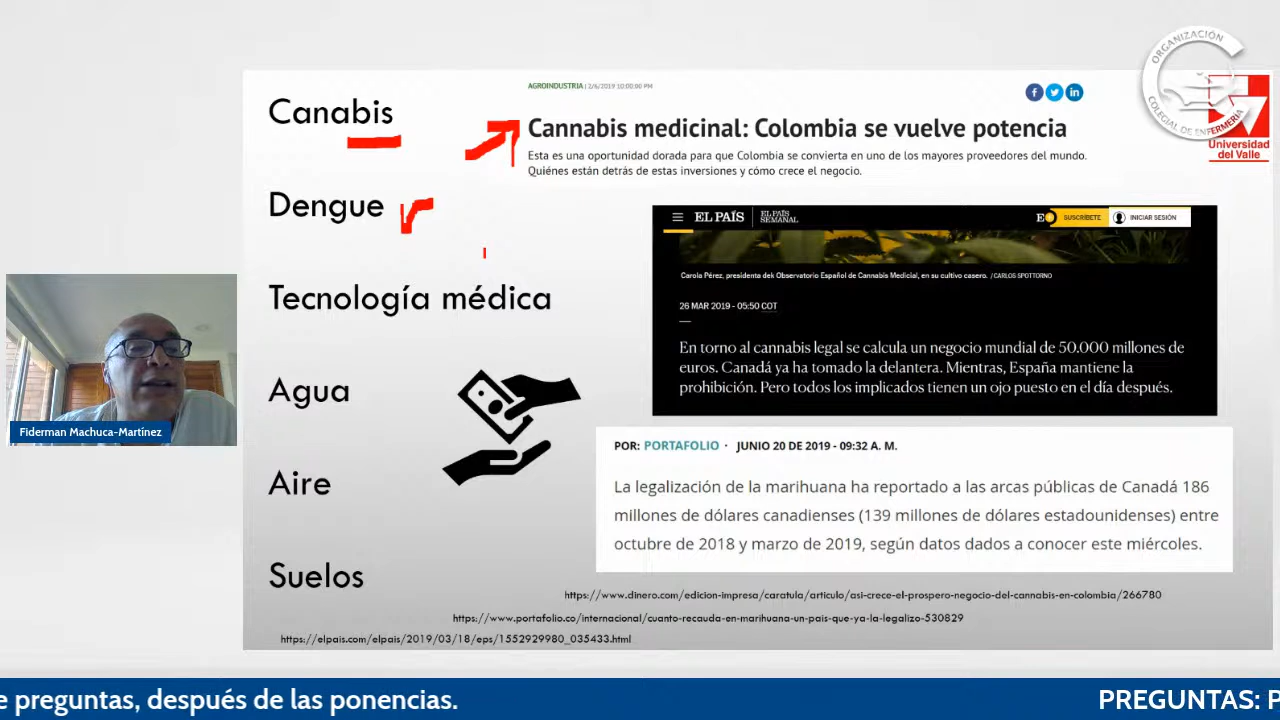 ORGANIZACIÓN
COLEGIAL DE ENFERMERÍA
Universidad
del Valle
Canabis
Dengue
Tecnología médica
Agua
Aire
Suelos
AGROINDUSTRIA | 2/6/2019 10:00:00 PM
Cannabis medicinal: Colombia se vuelve potencia
Esta es una oportunidad dorada para que Colombia se convierta en uno de los mayores proveedores del mundo.
Quiénes están detrás de estas inversiones y cómo crece el negocio.
EL PAÍS
EL PAÍS
SEMANAL
SUSCRÍBETE
INICIAR SESIÓN
Carola Pérez, presidenta dek Observatorio Español de Cannabis Medicial, en su cultivo casero. / CARLOS SPOTTORNO
26 MAR 2019 - 05:50 COT
En torno al cannabis legal se calcula un negocio mundial de 50.000 millones de
euros. Canadá ya ha tomado la delantera. Mientras, España mantiene la
prohibición. Pero todos los implicados tienen un ojo puesto en el día después.
POR: PORTAFOLIO · JUNIO 20 DE 2019 - 09:32 A. M.
La legalización de la marihuana ha reportado a las arcas públicas de Canadá 186
millones de dólares canadienses (139 millones de dólares estadounidenses) entre
octubre de 2018 y marzo de 2019, según datos dados a conocer este miércoles.
https://www.dinero.com/edicion-impresa/caratula/articulo/asi-crece-el-prospero-negocio-del-cannabis-en-colombia/266780
https://www.portafolio.co/internacional/cuanto-recauda-en-marihuana-un-pais-que-ya-la-legalizo-530829
https://elpais.com/elpais/2019/03/18/eps/1552929980_035433.html
Fiderman Machuca-Martínez
e preguntas, después de las ponencias.
PREGUNTAS: P